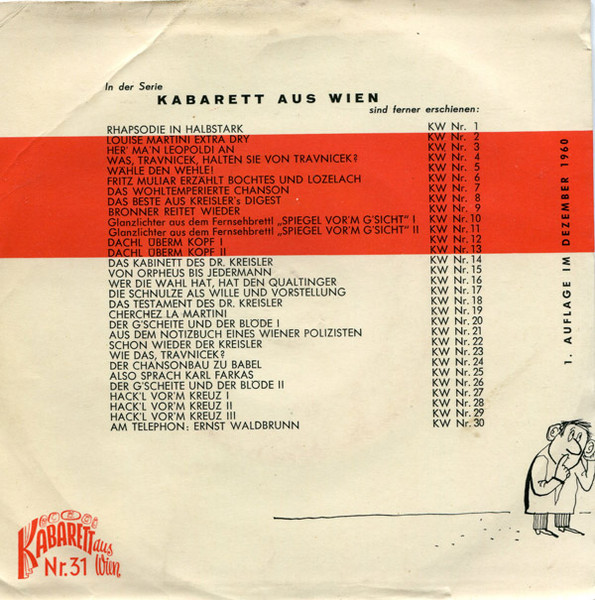 In der Serie
KABARETT AUS WIEN
sind ferner erschienen:
RHAPSODIE IN HALBSTARK KW Nr. 1
LOUISE MARTINI EXTRA DRY KW Nr. 2
HER' MA'N LEOPOLDI AN KW Nr. 3
WAS, TRAVNICEK, HALTEN SIE VON TRAVNICEK? KW Nr. 4
WÄHLE DEN WEHLE! KW Nr. 5
FRITZ MULIAR ERZÄHLT BOCHTES UND LOZELACH KW Nr. 6
DAS WOHLTEMPERIERTE CHANSON KW Nr. 7
DAS BESTE AUS KREISLER's DIGEST KW Nr. 8
BRONNER REITET WIEDER KW Nr. 9
Glanzlichter aus dem Fernsehbrettl „SPIEGEL VOR'M G'SICHT" I KW Nr. 10
Glanzlichter aus dem Fernsehbrettl „SPIEGEL VOR'M G'SICHT" II KW Nr. 11
DACHL ÜBERM KOPF I KW Nr. 12
DACHL ÜBERM KOPF II KW Nr. 13
DAS KABINETT DES DR. KREISLER KW Nr. 14
VON ORPHEUS BIS JEDERMANN KW Nr. 15
WER DIE WAHL HAT, HAT DEN QUALTINGER KW Nr. 16
DIE SCHNULZE ALS WILLE UND VORSTELLUNG KW Nr. 17
DAS TESTAMENT DES DR. KREISLER KW Nr. 18
CHERCHEZ LA MARTINI KW Nr. 19
DER G'SCHEITE UND DER BLÖDE I KW Nr. 20
AUS DEM NOTIZBUCH EINES WIENER POLIZISTEN KW Nr. 21
SCHON WIEDER DER KREISLER KW Nr. 22
WIE DAS, TRAVNICEK? KW Nr. 23
DER CHANSONBAU ZU BABEL KW Nr. 24
ALSO SPRACH KARL FARKAS KW Nr. 25
DER G'SCHEITE UND DER BLÖDE II KW Nr. 26
HACK'L VOR'M KREUZ I KW Nr. 27
HACK'L VOR'M KREUZ II KW Nr. 28
HACK'L VOR'M KREUZ III KW Nr. 29
AM TELEPHON: ERNST WALDBRUNN KW Nr. 30
1. AUFLAGE IM DEZEMBER 1960
KABARETT aus
Nr. 31 Wien